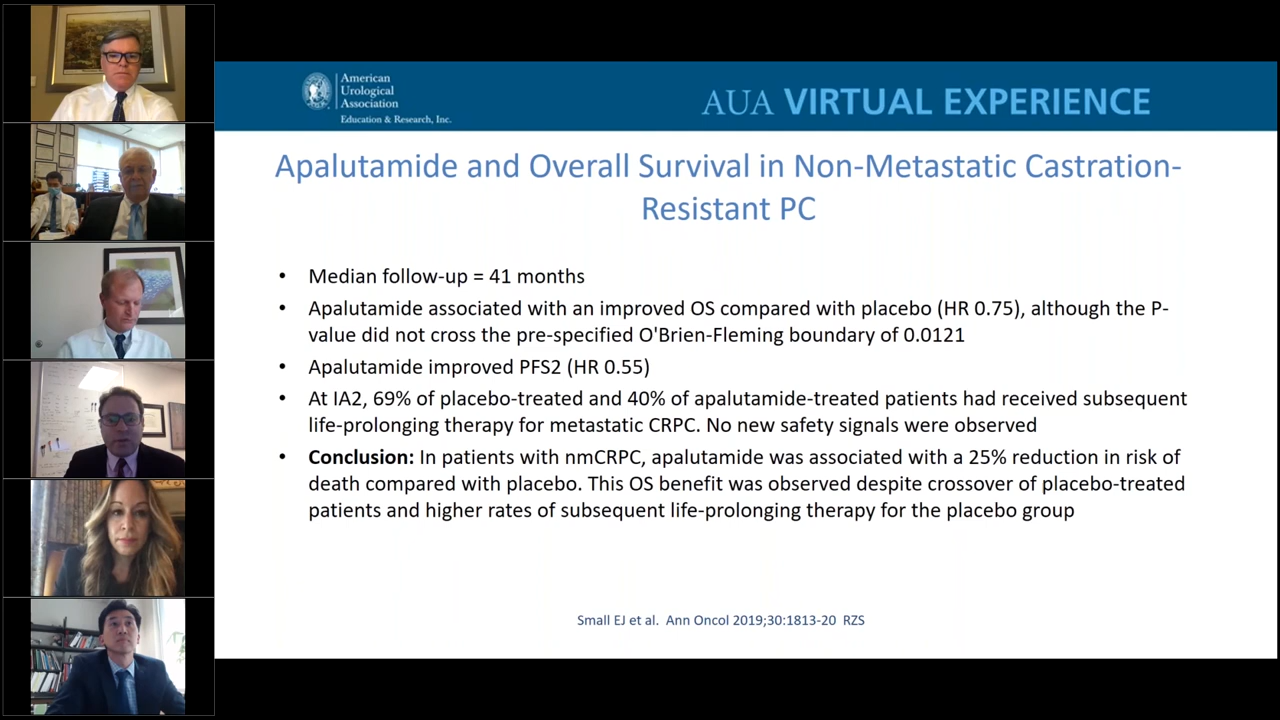 American
Urological
Association
Education & Research, Inc.
AUA VIRTUAL EXPERIENCE
Apalutamide and Overall Survival in Non-Metastatic Castration-
Resistant PC
• Median follow-up = 41 months
• Apalutamide associated with an improved OS compared with placebo (HR 0.75), although the P-
value did not cross the pre-specified O'Brien-Fleming boundary of 0.0121
• Apalutamide improved PFS2 (HR 0.55)
• At IA2, 69% of placebo-treated and 40% of apalutamide-treated patients had received subsequent
life-prolonging therapy for metastatic CRPC. No new safety signals were observed
• Conclusion: In patients with nmCRPC, apalutamide was associated with a 25% reduction in risk of
death compared with placebo. This OS benefit was observed despite crossover of placebo-treated
patients and higher rates of subsequent life-prolonging therapy for the placebo group
Small EJ et al. Ann Oncol 2019;30:1813-20 RZS